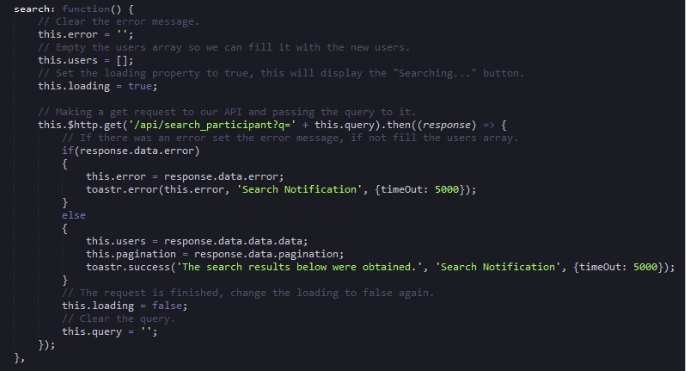 search: function() {
// Clear the error message.
this.error = '';
// Empty the users array so we can fill it with the new users.
this.users = [];
// Set the loading property to true, this will display the "Searching..." button.
this.loading = true;
// Making a get request to our API and passing the query to it.
this.$http.get('/api/search_participant?q=' + this.query).then((response) => {
// If there was an error set the error message, if not fill the users array.
if(response.data.error)
{
this.error = response.data.error;
toastr.error(this.error, 'Search Notification', {timeOut: 5000});
}
else
{
this.users = response.data.data.data;
this.pagination = response.data.pagination;
toastr.success('The search results below were obtained.', 'Search Notification', {timeOut: 5000});
}
// The request is finished, change the loading to false again.
this.loading = false;
// Clear the query.
this.query = '';
});
},